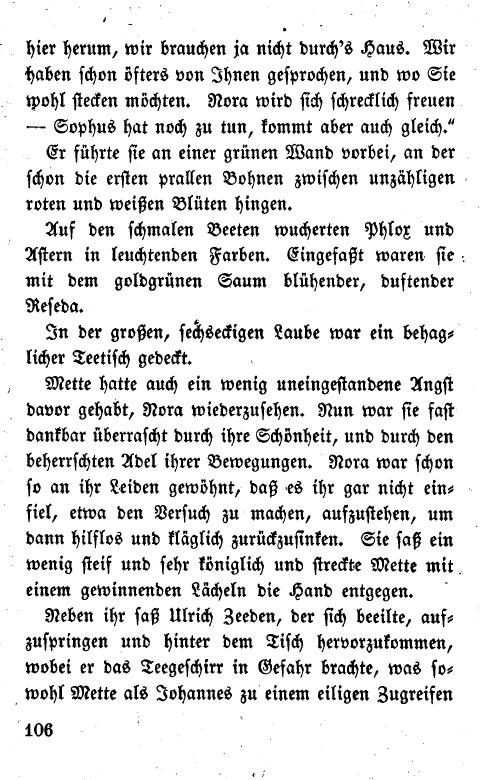 hier herum, wir brauchen ja nicht durch's Haus. Wir
haben schon öfters von Ihnen gesprochen, und wo Sie
wohl stecken möchten. Nora wird sich schrecklich freuen
— Sophus hat noch zu tun, kommt aber auch gleich.“
Er führte sie an einer grünen Wand vorbei, an der
schon die ersten prallen Bohnen zwischen unzähligen
roten und weißen Blüten hingen.
Auf den schmalen Beeten wucherten Phlox und
Astern in leuchtenden Farben. Eingefaßt waren sie
mit dem goldgrünen Saum blühender, duftender
Reseda.
In der großen, sechseckigen Laube war ein behag-
licher Teetisch gedeckt.
Mette hatte auch ein wenig uneingestandene Angst
davor gehabt, Nora wiederzusehen. Nun war sie fast
dankbar überrascht durch ihre Schönheit, und durch den
beherrschten Adel ihrer Bewegungen. Nora war schon
so an ihr Leiden gewöhnt, daß es ihr gar nicht ein-
fiel, etwa den Versuch zu machen, aufzustehen, um
dann hilflos und kläglich zurückzusinken. Sie saß ein
wenig steif und sehr königlich und streckte Mette mit
einem gewinnenden Lächeln die Hand entgegen.
Neben ihr saß Ulrich Zeeden, der sich beeilte, auf-
zuspringen und hinter dem Tisch hervorzukommen,
wobei er das Teegeschirr in Gefahr brachte, was so-
wohl Mette als Johannes zu einem eiligen Zugreifen
106